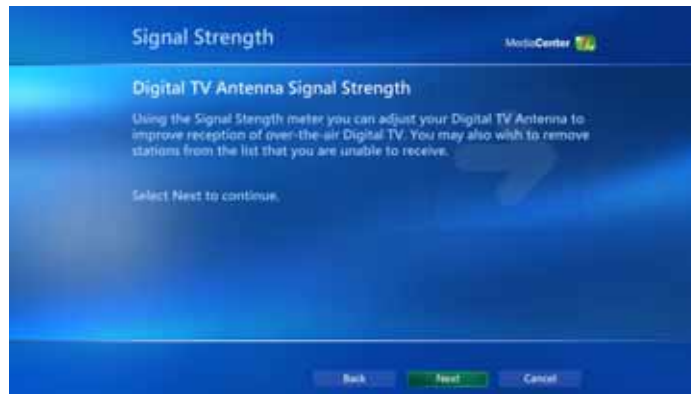 Signal Strength
MediaCenter
Digital TV Antenna Signal Strength
Using the Signal Stength meter you can adjust your Digital TV Antenna to
improve reception of over-the-air Digital TV. You may also wish to remove
stations from the list that you are unable to receive.
Select Next to continue.
Back Next Cancel